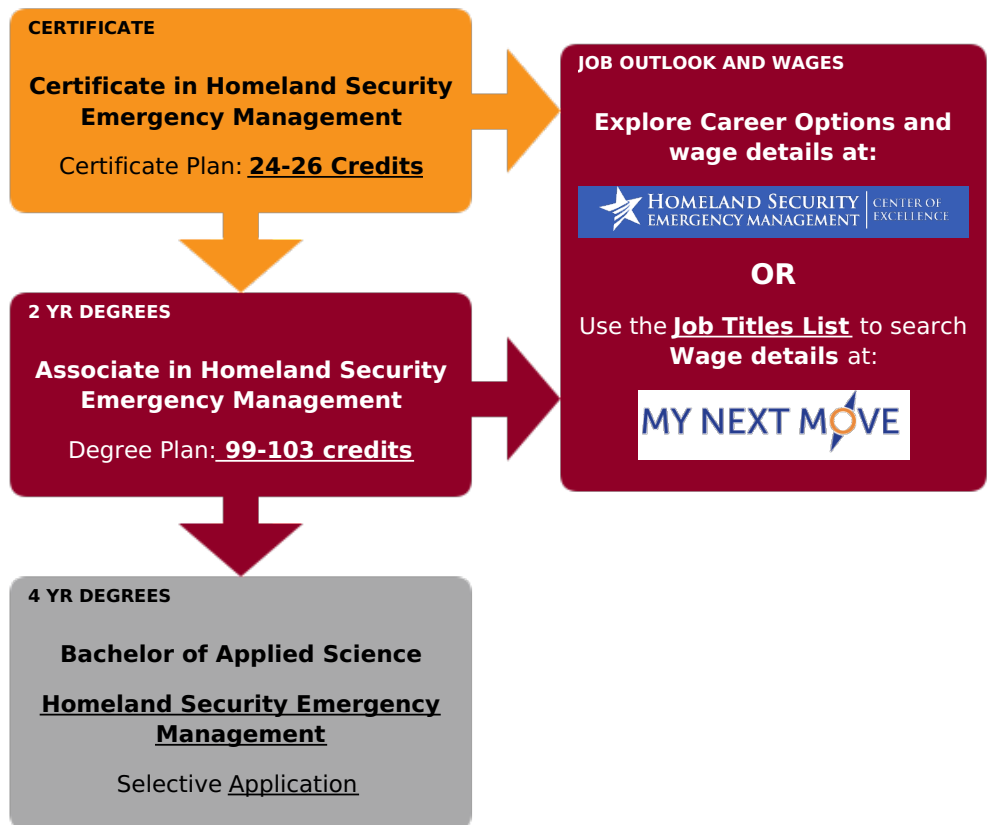 CERTIFICATE
Certificate in Homeland Security
Emergency Management
Certificate Plan: 24-26 Credits
JOB OUTLOOK AND WAGES
Explore Career Options and
wage details at:
HOMELAND SECURITY
EMERGENCY MANAGEMENT
CENTER OF
EXCELLENCE
OR
Use the Job Titles List to search
Wage details at:
MY NEXT MOVE
2 YR DEGREES
Associate in Homeland Security
Emergency Management
Degree Plan: 99-103 credits
4 YR DEGREES
Bachelor of Applied Science
Homeland Security Emergency
Management
Selective Application